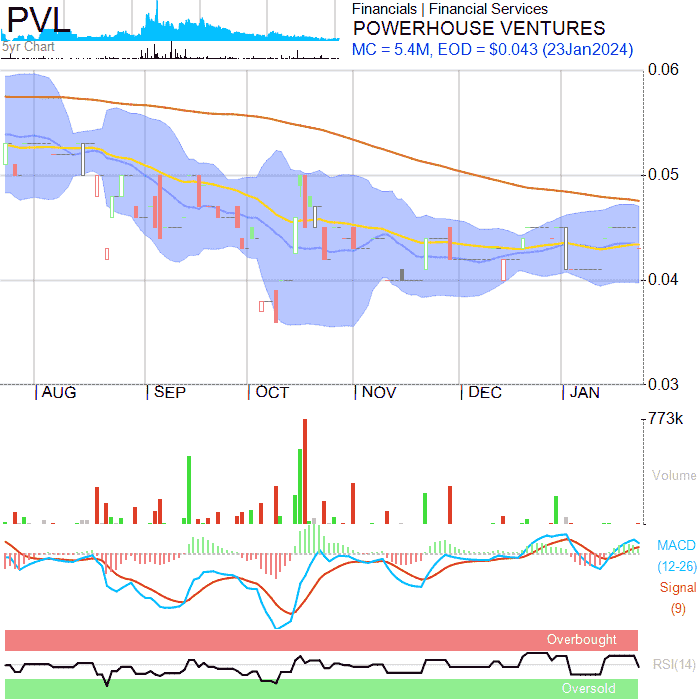 PVL
Financials | Financial Services
POWERHOUSE VENTURES
5yr Chart
MC = 5.4M, EOD = $0.043 (23Jan2024)
0.06
0.05
0.04
0.03
AUG
SEP
OCT
NOV
DEC
JAN
773k
Volume
MACD
(12-26)
Signal
(9)
Overbought
RSI(14)
Oversold